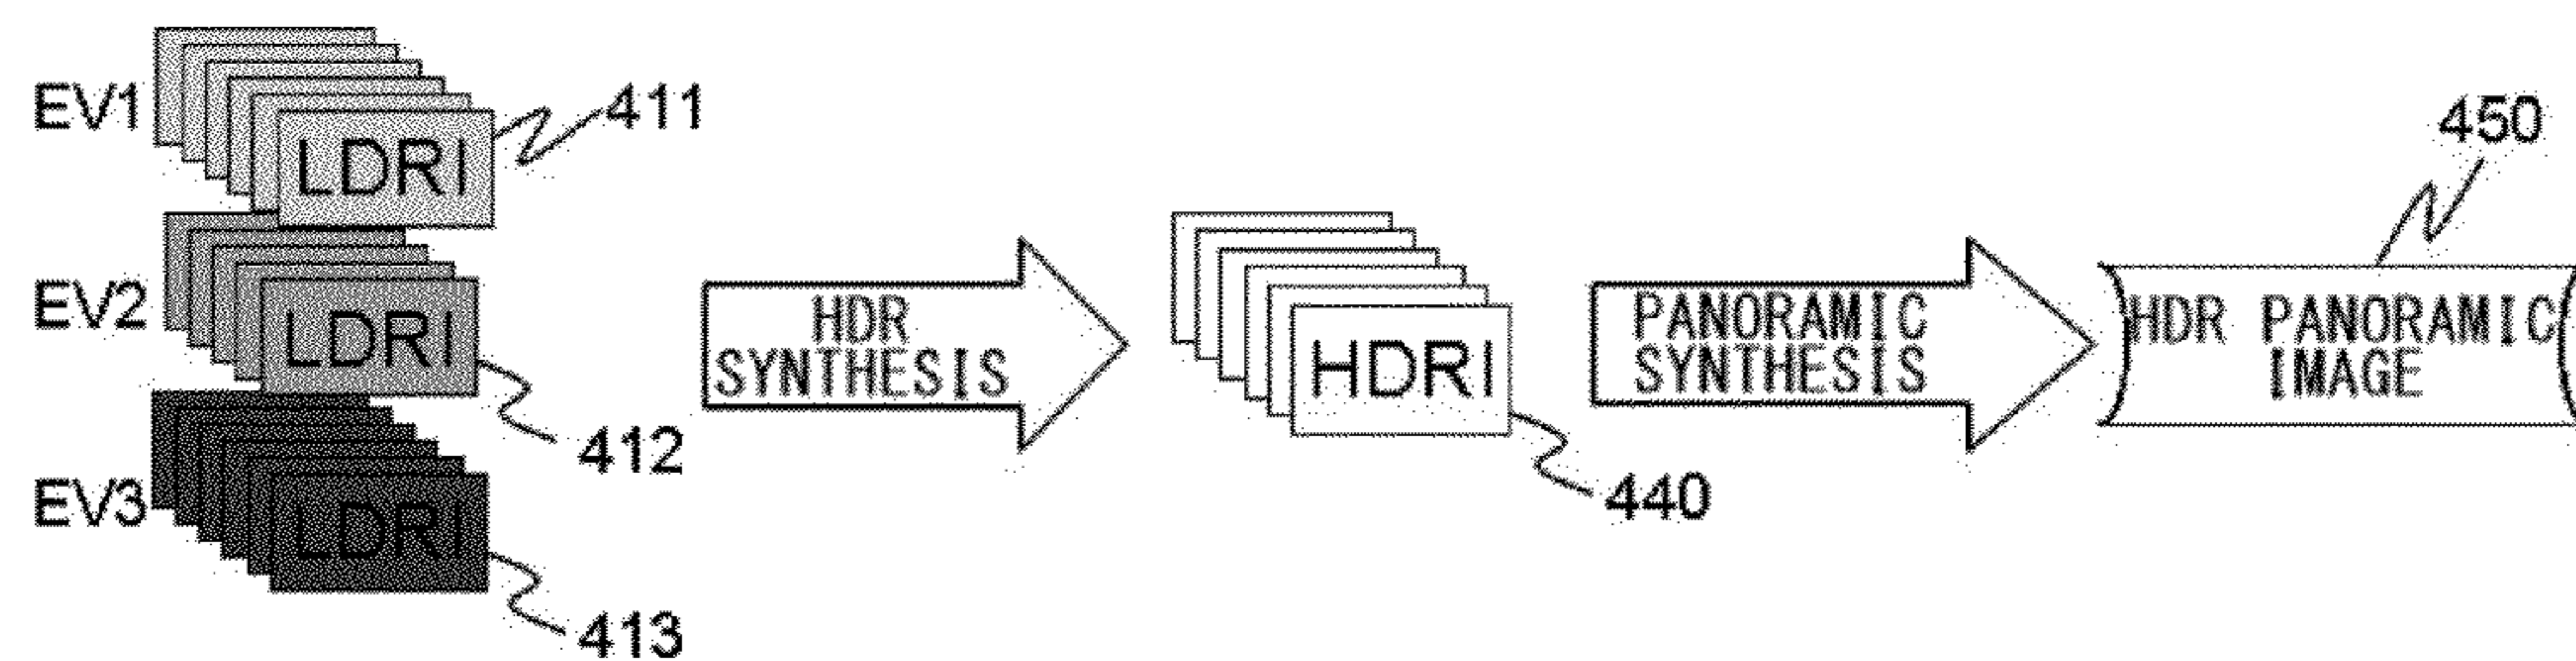 EV1
LDRI
411
EV2
LDRI
412
EV3
LDRI
413
HDR
SYNTHESIS
HDRI
440
PANORAMIC
SYNTHESIS
450
HDR PANORAMIC
IMAGE